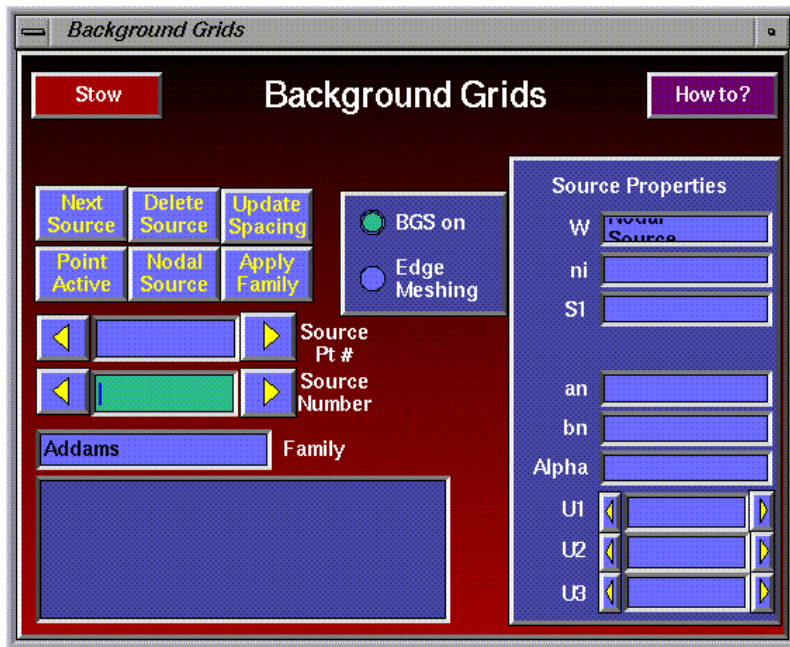 Background Grids
Stow
Background Grids
How to?
Next Source
Delete Source
Update Spacing
Point Active
Nodal Source
Apply Family
BGS on
Edge Meshing
Source Pt #
Source Number
Addams
Family
Source Properties
W
Nodal Source
ni
S1
an
bn
Alpha
U1
U2
U3